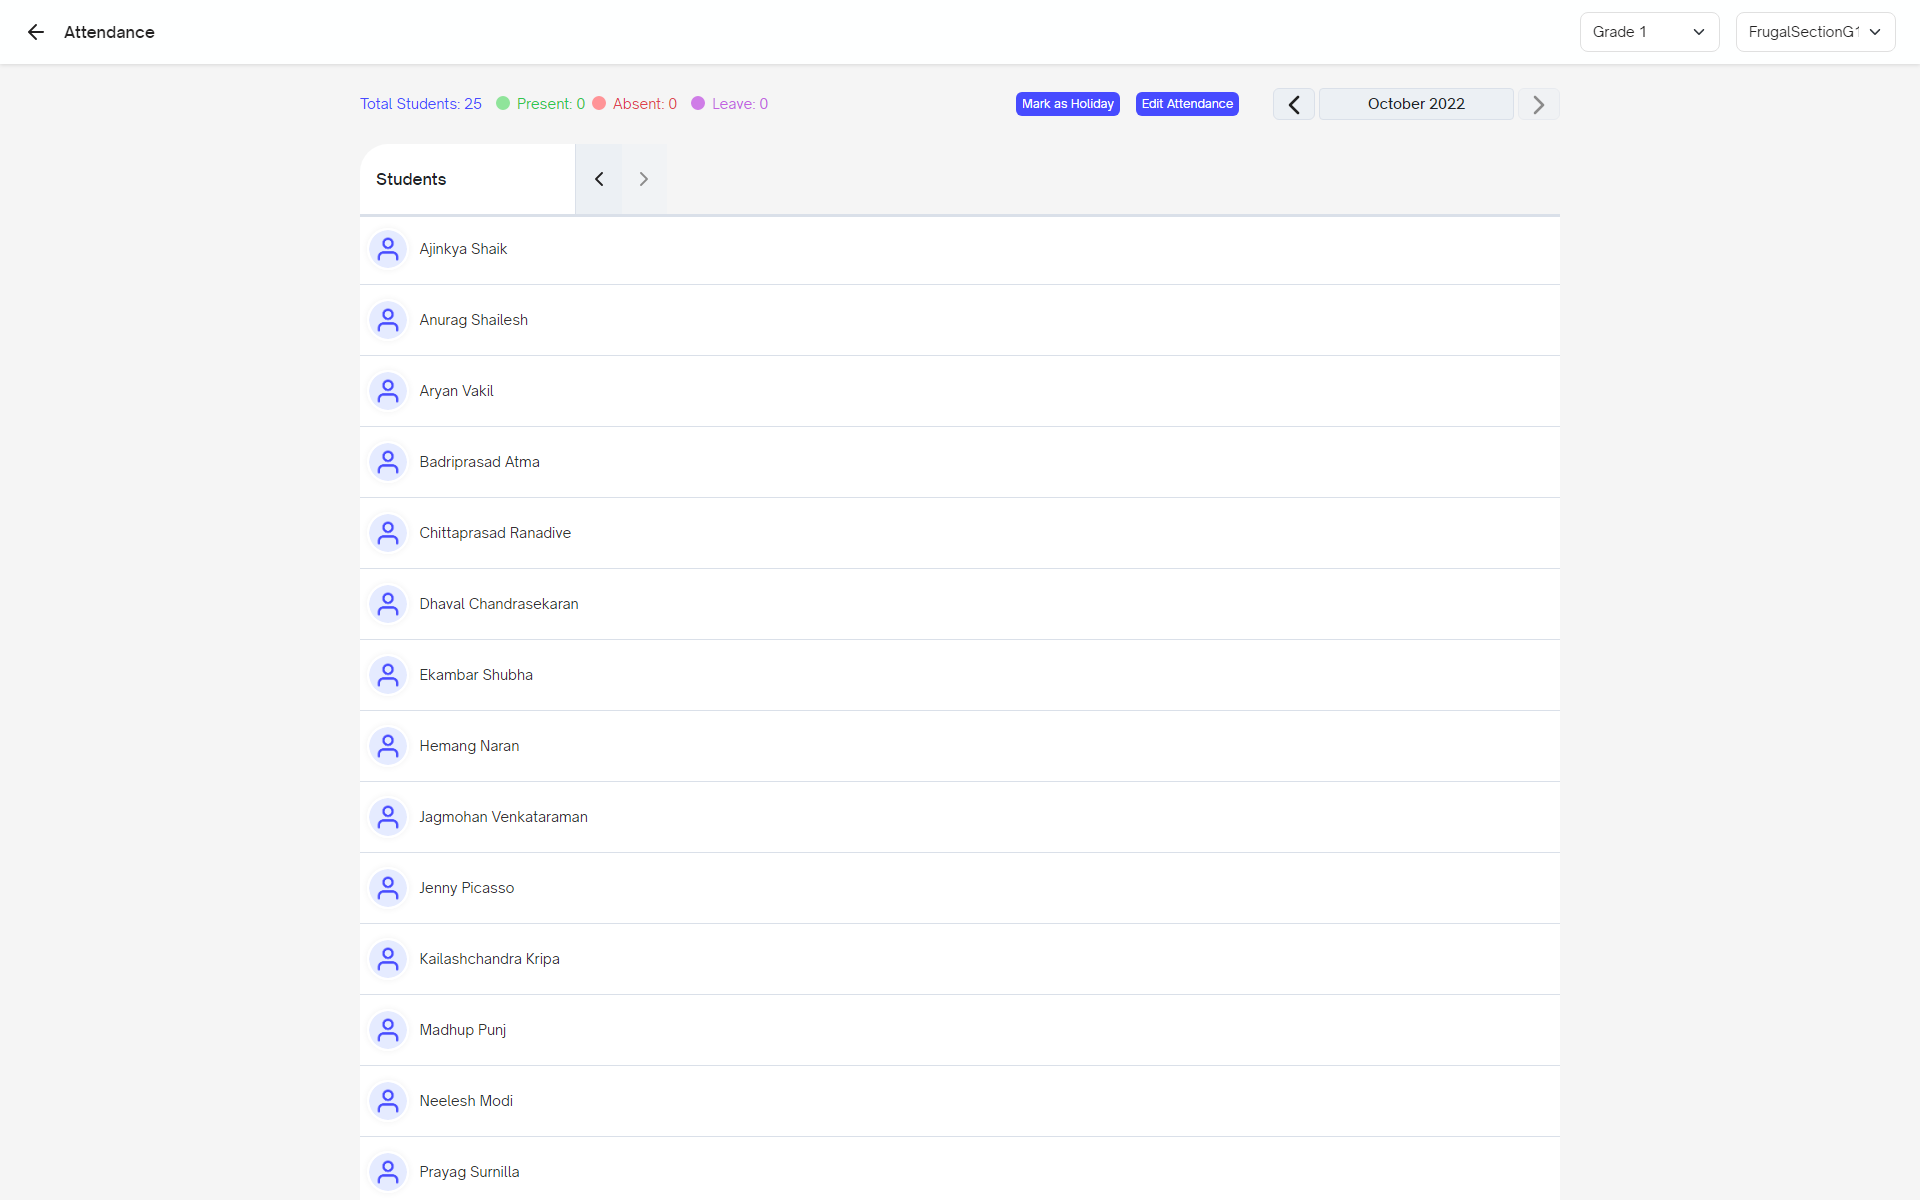 Attendance
Grade 1
FrugalSectionG1
Total Students: 25
Present: 0
Absent: 0
Leave: 0
Mark as Holiday
Edit Attendance
October 2022
Students
Ajinkya Shaik
Anurag Shailesh
Aryan Vakil
Badriprasad Atma
Chittaprasad Ranadive
Dhaval Chandrasekaran
Ekambar Shubha
Hemang Naran
Jagmohan Venkataraman
Jenny Picasso
Kailashchandra Kripa
Madhup Punj
Neelesh Modi
Prayag Surnilla